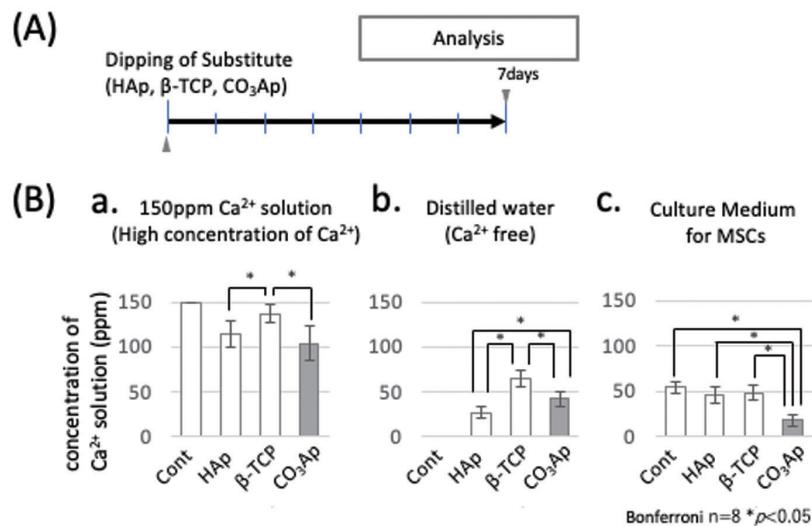 (A)
Analysis
Dipping of Substitute
(HAp, β-TCP, CO₃Ap)
7days
(B)
a.
150ppm Ca²⁺ solution
(High concentration of Ca²⁺)
b.
Distilled water
(Ca²⁺ free)
c.
Culture Medium
for MSCs
concentration of
Ca²⁺ solution (ppm)
150
100
50
0
* *
Cont HAp β-TCP CO₃Ap
150
100
50
0
*
* *
Cont HAp β-TCP CO₃Ap
150
100
50
0
*
*
*
Cont HAp β-TCP CO₃Ap
Bonferroni n=8 *p<0.05